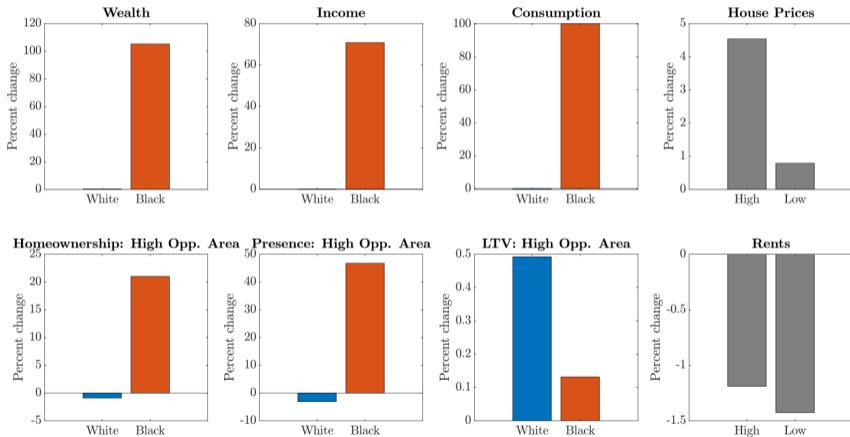 Wealth
Percent change
120
100
80
60
40
20
0
White Black
Income
Percent change
80
60
40
20
0
White Black
Consumption
Percent change
100
80
60
40
20
0
White Black
House Prices
Percent change
5
4
3
2
1
0
High Low
Homeownership: High Opp. Area
Percent change
25
20
15
10
5
0
-5
White Black
Presence: High Opp. Area
Percent change
50
40
30
20
10
0
-10
White Black
LTV: High Opp. Area
Percent change
0.5
0.4
0.3
0.2
0.1
0
White Black
Rents
Percent change
0
-0.5
-1
-1.5
High Low